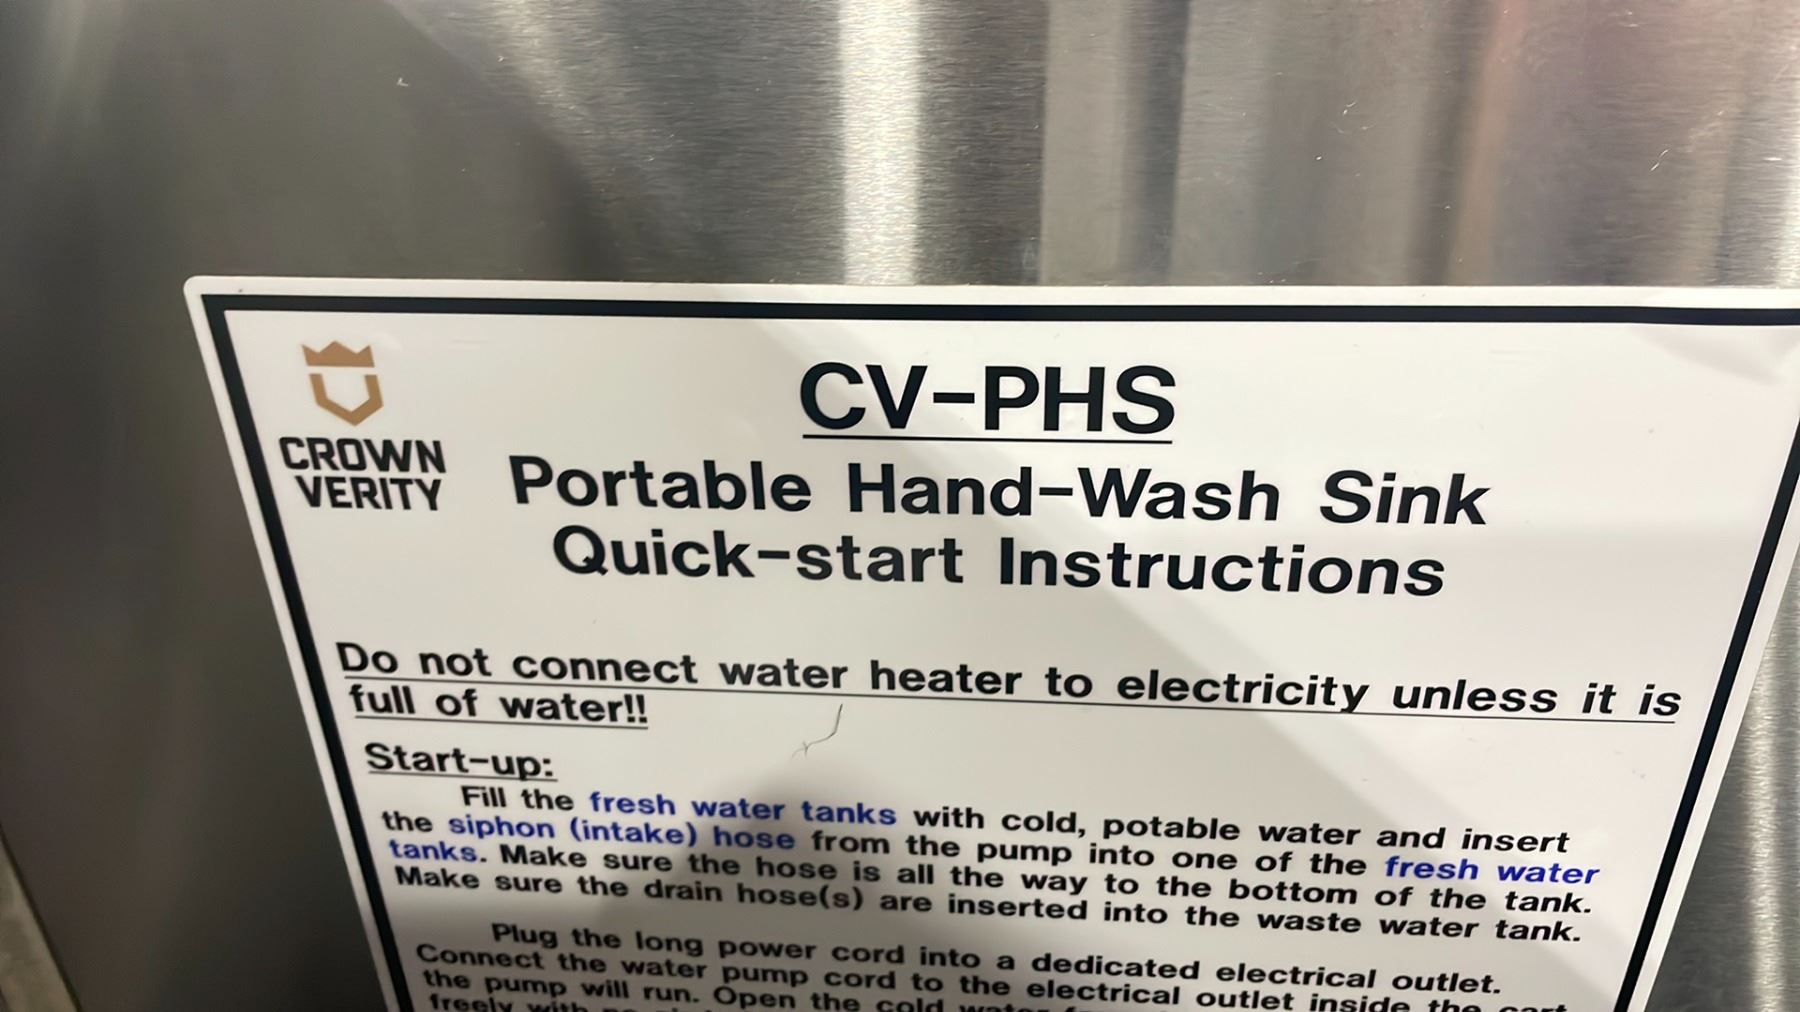 CROWN
VERITY
CV-PHS
Portable Hand-Wash Sink
Quick-start Instructions
Do not connect water heater to electricity unless it is
full of water!!
Start-up:
Fill the fresh water tanks with cold, potable water and insert
the siphon (intake) hose from the pump into one of the fresh water
tanks. Make sure the hose is all the way to the bottom of the tank.
Make sure the drain hose(s) are inserted into the waste water tank.
Plug the long power cord into a dedicated electrical outlet.
Connect the water pump cord to the electrical outlet inside the cart
the pump will run. Open the cold water
freely with no